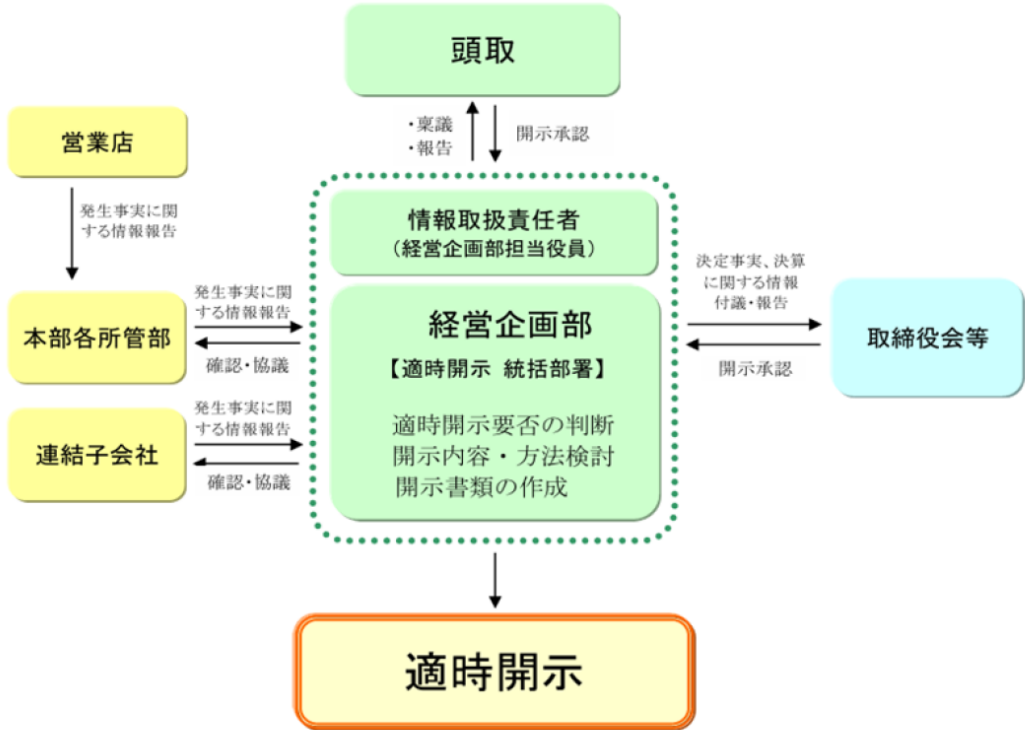 頭取
・稟議
・報告
開示承認
営業店
発生事実に関
する情報報告
情報取扱責任者
（経営企画部担当役員）
本部各所管部
発生事実に関
する情報報告
確認・協議
経営企画部
【適時開示 統括部署】
適時開示要否の判断
開示内容・方法検討
開示書類の作成
決定事実、決算
に関する情報
付議・報告
開示承認
取締役会等
連結子会社
発生事実に関
する情報報告
確認・協議
適時開示